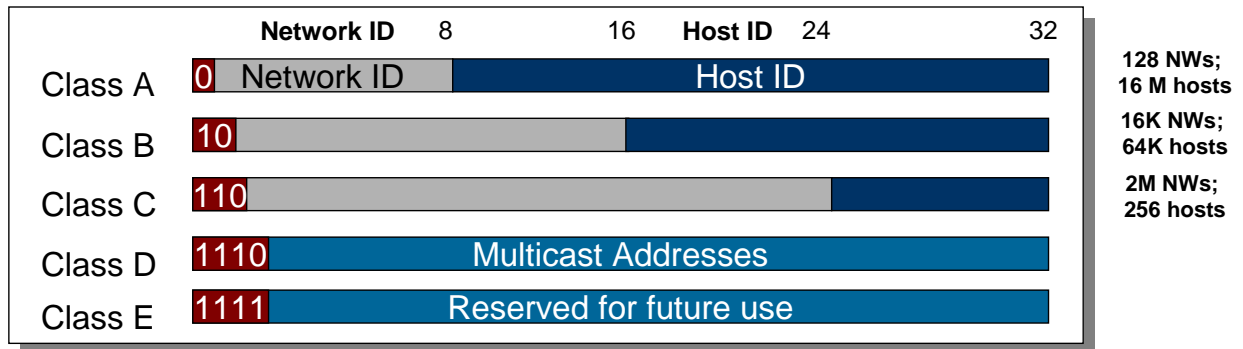 Network ID 8 16 Host ID 24 32
Class A 0 Network ID Host ID 128 NWs;
16 M hosts
Class B 10 16K NWs;
64K hosts
Class C 110 2M NWs;
256 hosts
Class D 1110 Multicast Addresses
Class E 1111 Reserved for future use